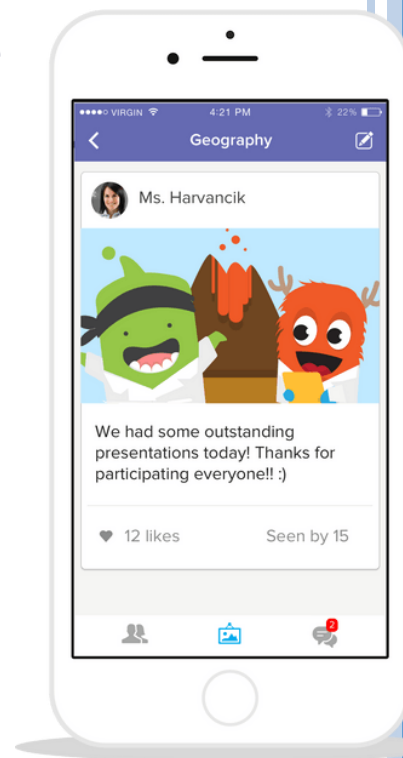 VIRGIN 4:21 PM 22%
Geography
Ms. Harvancik
We had some outstanding
presentations today! Thanks for
participating everyone!! :)
12 likes Seen by 15
2